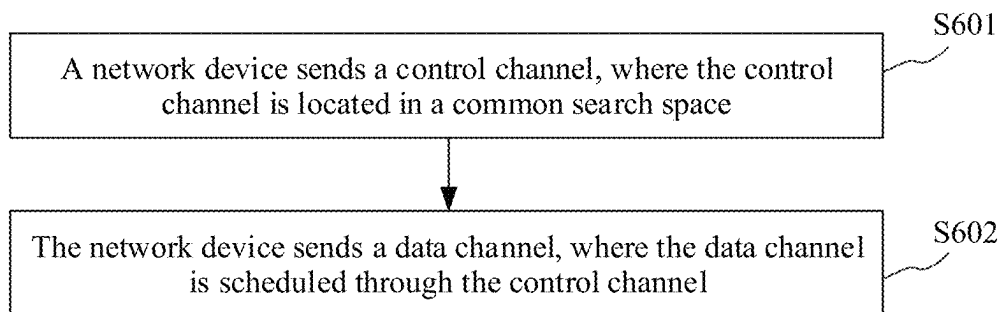 S601
A network device sends a control channel, where the control
channel is located in a common search space
S602
The network device sends a data channel, where the data channel
is scheduled through the control channel